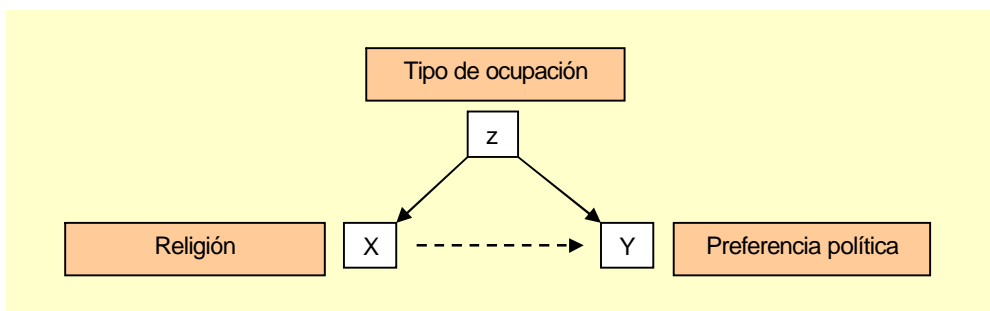 Tipo de ocupación
z
Religión
X
Y
Preferencia política